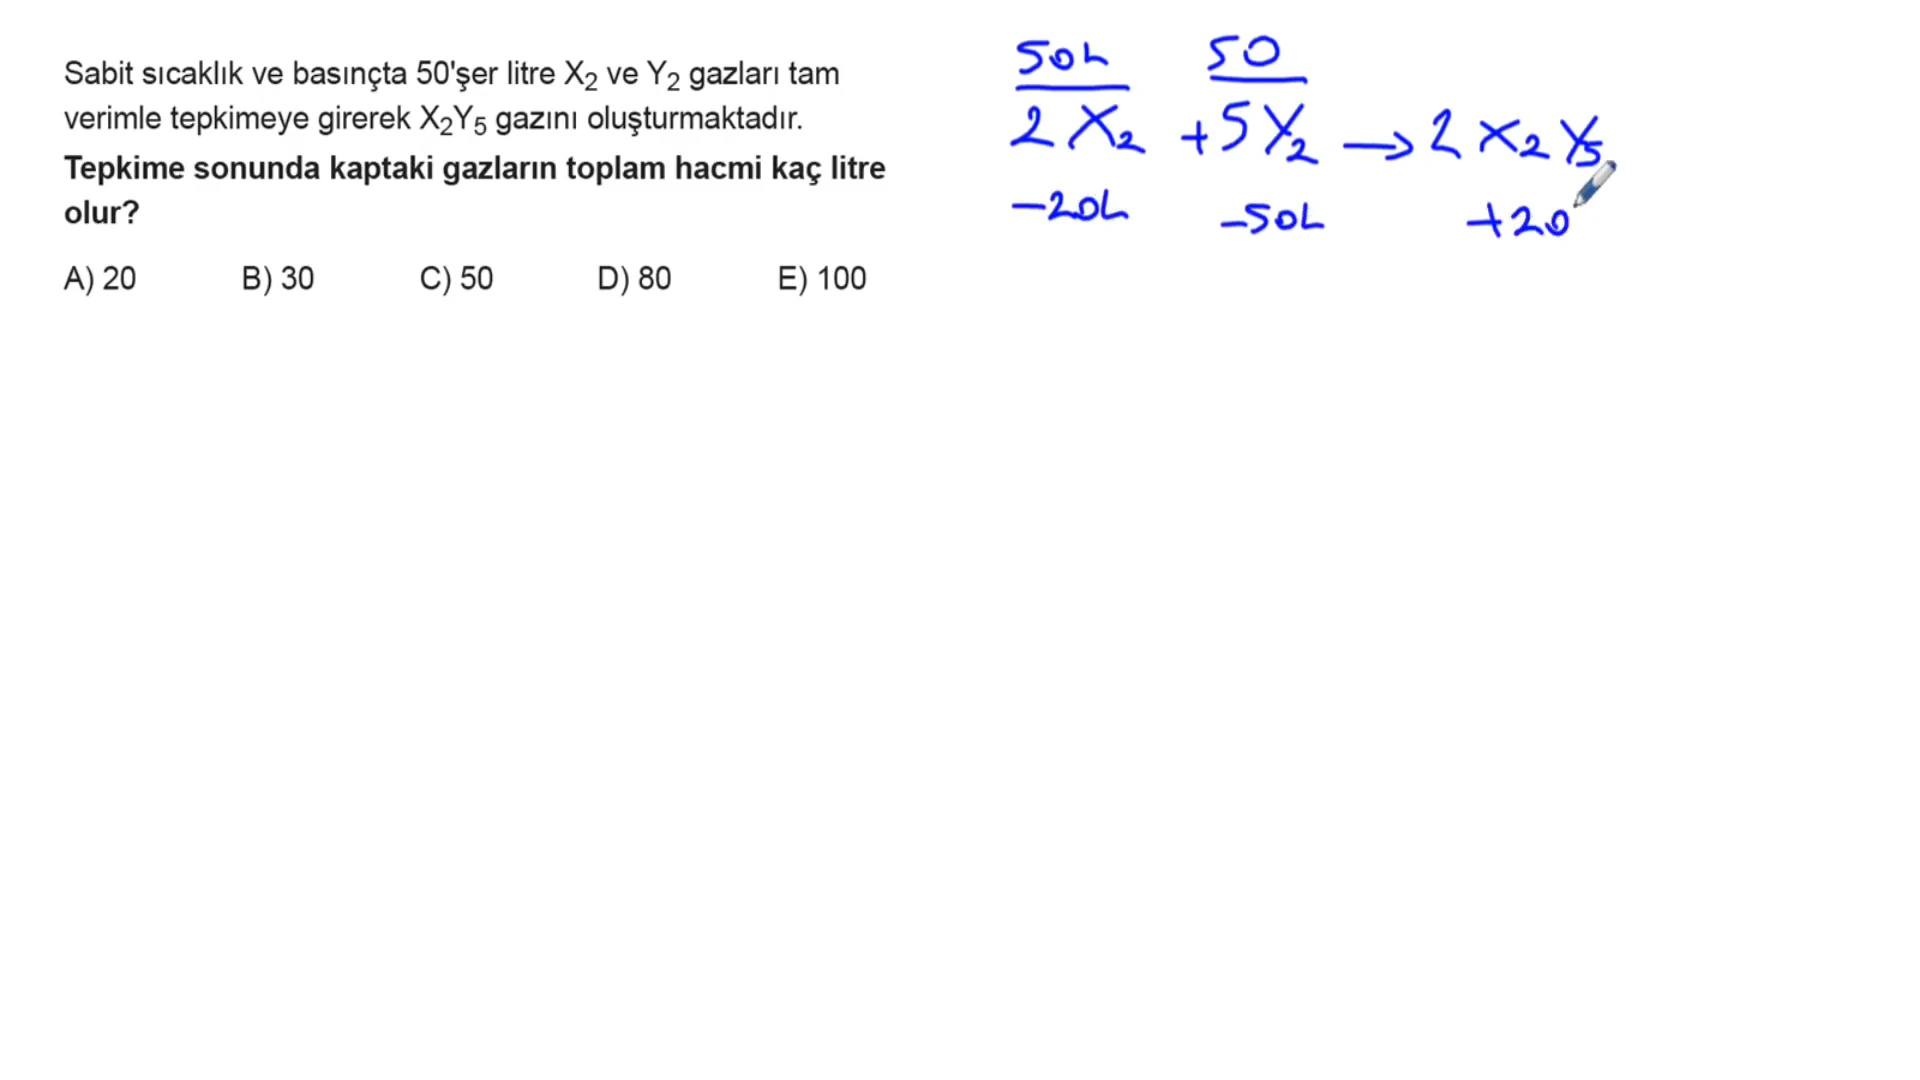 Sabit sıcaklık ve basınçta 50'şer litre X₂ ve Y₂ gazları tam
verimle tepkimeye girerek X₂Y₅ gazını oluşturmaktadır.
Tepkime sonunda kaptaki gazların toplam hacmi kaç litre
olur?
A) 20 B) 30 C) 50 D) 80 E) 100
50L 50
2X₂ + 5Y₂ → 2X₂Y₅
-20L -50L +20